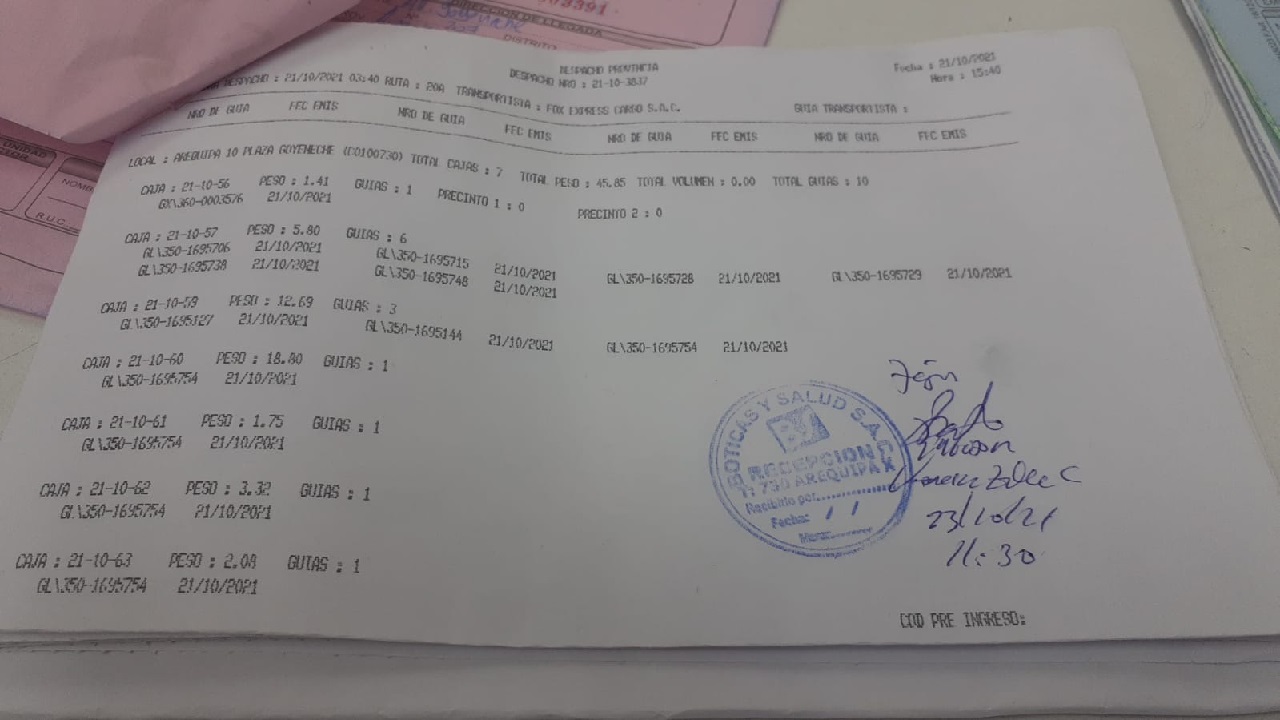 DIRECCION DE LLEGADA
DISTRITO
DESPACHO PROVINCIA
Fecha : 21/10/2021
DESPACHO NRO : 21-10-3837
Hora : 15:40
DESPACHO : 21/10/2021 03:40 RUTA : 20A TRANSPORTISTA : FOX EXPRESS CARGO S.A.C. GUIA TRANSPORTISTA :
NRO DE GUIA FEC EMIS NRO DE GUIA FEC EMIS NRO DE GUIA FEC EMIS NRO DE GUIA FEC EMIS
LOCAL : AREQUIPA 10 PLAZA GOYENECHE (CO100730) TOTAL CAJAS : 7 TOTAL PESO : 45.85 TOTAL VOLUMEN : 0.00 TOTAL GUIAS : 10
CAJA : 21-10-56 PESO : 1.41 GUIAS : 1 PRECINTO 1 : 0 PRECINTO 2 : 0
GX\360-0003576 21/10/2021
CAJA : 21-10-57 PESO : 5.80 GUIAS : 6
GL\350-1695706 21/10/2021 GL\350-1695715 21/10/2021 GL\350-1695728 21/10/2021 GL\350-1695729 21/10/2021
GL\350-1695738 21/10/2021 GL\350-1695748 21/10/2021
CAJA : 21-10-59 PESO : 12.69 GUIAS : 3
GL\350-1695127 21/10/2021 GL\350-1695144 21/10/2021 GL\350-1695754 21/10/2021
CAJA : 21-10-60 PESO : 18.80 GUIAS : 1
GL\350-1695754 21/10/2021
CAJA : 21-10-61 PESO : 1.75 GUIAS : 1
GL\350-1695754 21/10/2021
CAJA : 21-10-62 PESO : 3.32 GUIAS : 1
GL\350-1695754 21/10/2021
CAJA : 21-10-63 PESO : 2.08 GUIAS : 1
GL\350-1695754 21/10/2021
BOTICAS Y SALUD S.A.C
RECEPCION
T: 730 AREQUIPA X
Recibido por:
Fecha: / /
Hora:
23/10/21
11:30
COD PRE INGRESO: